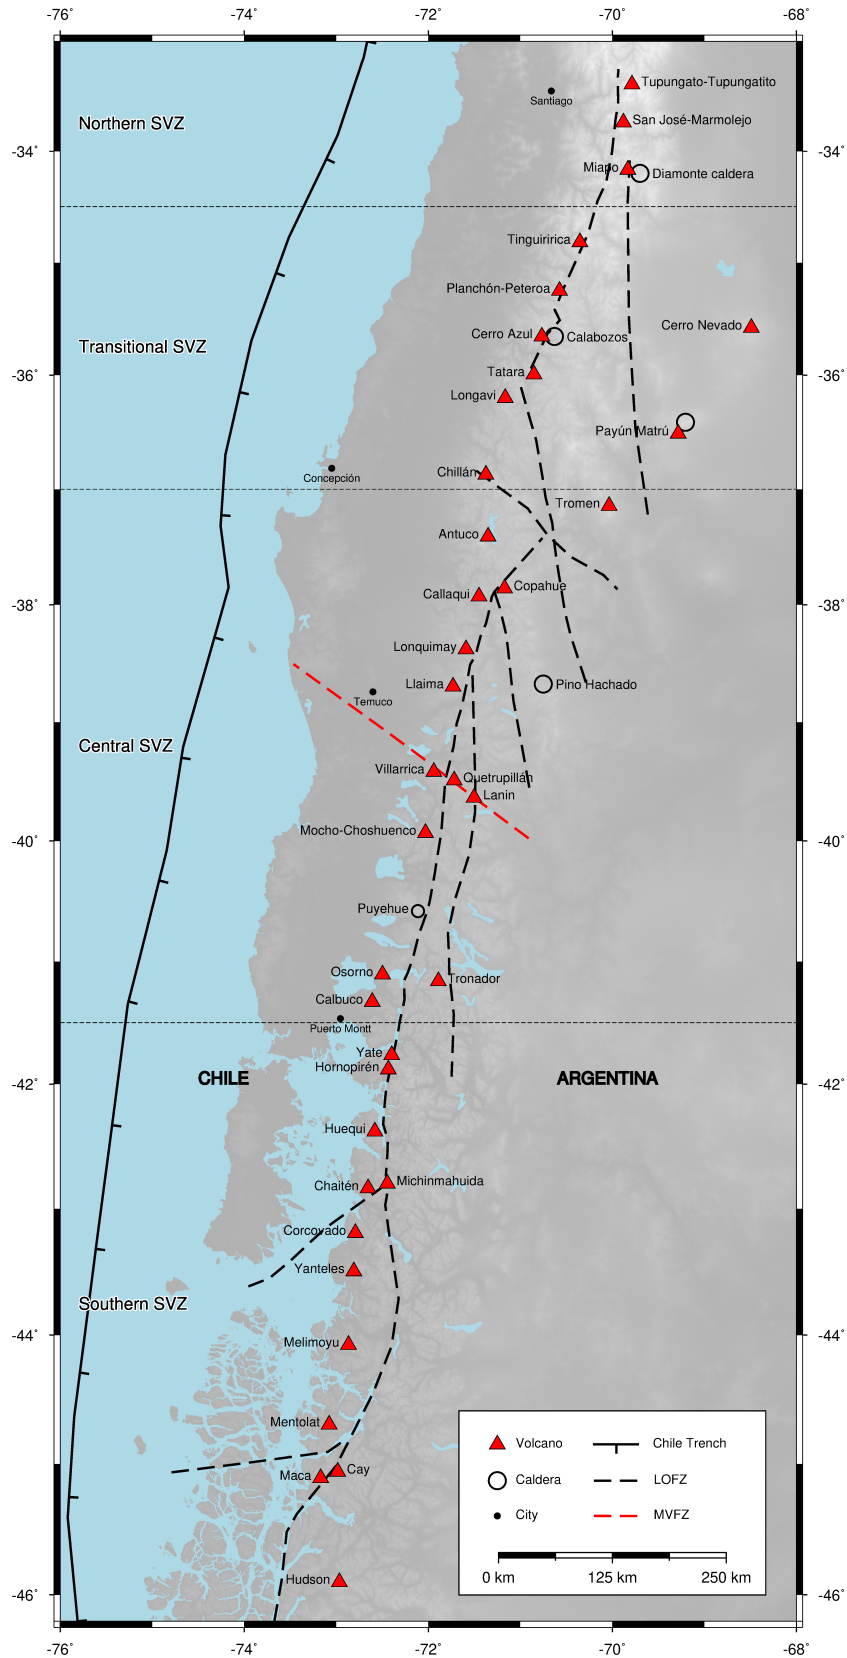 -76˚ -74˚ -72˚ -70˚ -68˚
Tupungato-Tupungatito
Santiago
San José-Marmolejo
Northern SVZ
-34˚ -34˚
Miapo
Diamonte caldera
Tinguiririca
Planchón-Peteroa
Cerro Nevado
Cerro Azul
Calabozos
Transitional SVZ
Tatara
-36˚ -36˚
Longavi
Payún Matrú
Chillán
Concepción
Tromen
Antuco
Copahue
Callaqui
-38˚ -38˚
Lonquimay
Llaima
Pino Hachado
Temuco
Central SVZ
Villarrica
Quetrupillán
Lanin
Mocho-Choshuenco
-40˚ -40˚
Puyehue
Osorno
Tronador
Calbuco
Puerto Montt
Yate
Hornopirén
CHILE ARGENTINA
-42˚ -42˚
Huequi
Michinmahuida
Chaitén
Corcovado
Yanteles
Southern SVZ
-44˚ -44˚
Melimoyu
Mentolat
Cay
Maca
Hudson
Volcano Chile Trench
Caldera LOFZ
City MVFZ
0 km 125 km 250 km
-46˚ -46˚
-76˚ -74˚ -72˚ -70˚ -68˚